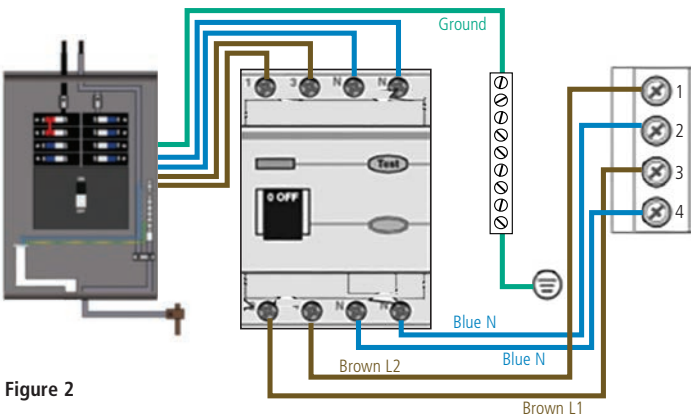 Ground
1 3 N N
Test
0 OFF
N N
1
2
3
4
Blue N
Blue N
Brown L2
Brown L1
Figure 2